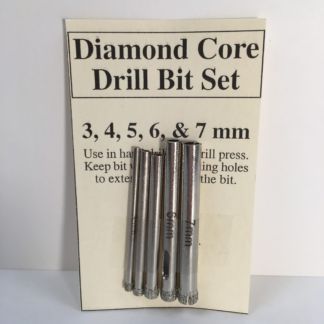 Diamond Core
Drill Bit Set
3, 4, 5, 6, & 7 mm
Use in drill press.
Keep bit holes
to the bit.
6mm
7mm